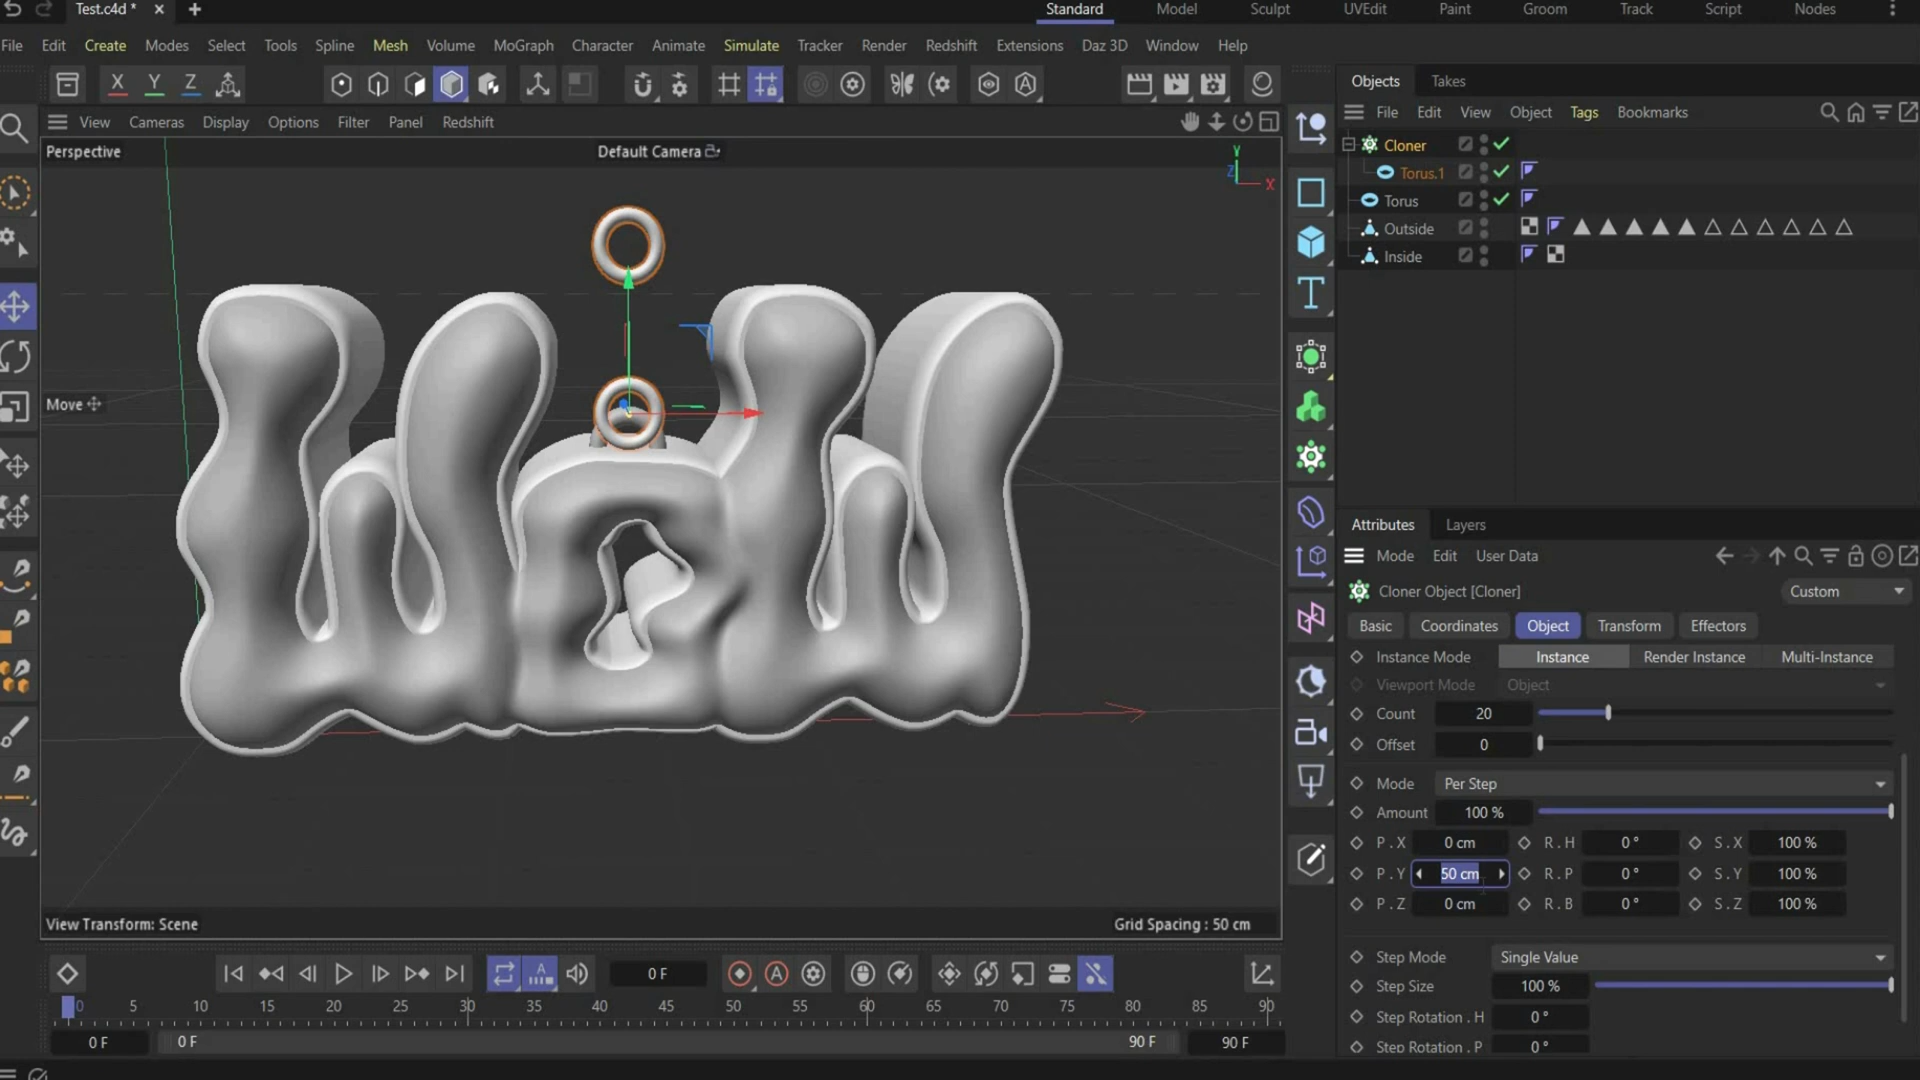 Test.c4d *
Standard Model Sculpt UVEdit Paint Groom Track Script Nodes
File Edit Create Modes Select Tools Spline Mesh Volume MoGraph Character Animate Simulate Tracker Render Redshift Extensions Daz 3D Window Help
X Y Z
Objects Takes
View Cameras Display Options Filter Panel Redshift
File Edit View Object Tags Bookmarks
Perspective
Default Camera
Y
Z
X
Cloner
Torus.1
Torus
Outside
Inside
Move
Attributes Layers
Mode Edit User Data
Cloner Object [Cloner]
Custom
Basic Coordinates Object Transform Effectors
Instance Mode Instance Render Instance Multi-Instance
Viewport Mode Object
Count 20
Offset 0
Mode Per Step
Amount 100 %
P . X 0 cm R . H 0 ° S . X 100 %
P . Y 50 cm R . P 0 ° S . Y 100 %
P . Z 0 cm R . B 0 ° S . Z 100 %
View Transform: Scene
Grid Spacing : 50 cm
Step Mode Single Value
Step Size 100 %
Step Rotation . H 0 °
Step Rotation . P 0 °
0 F
0 5 10 15 20 25 30 35 40 45 50 55 60 65 70 75 80 85 90
0 F 0 F 90 F 90 F